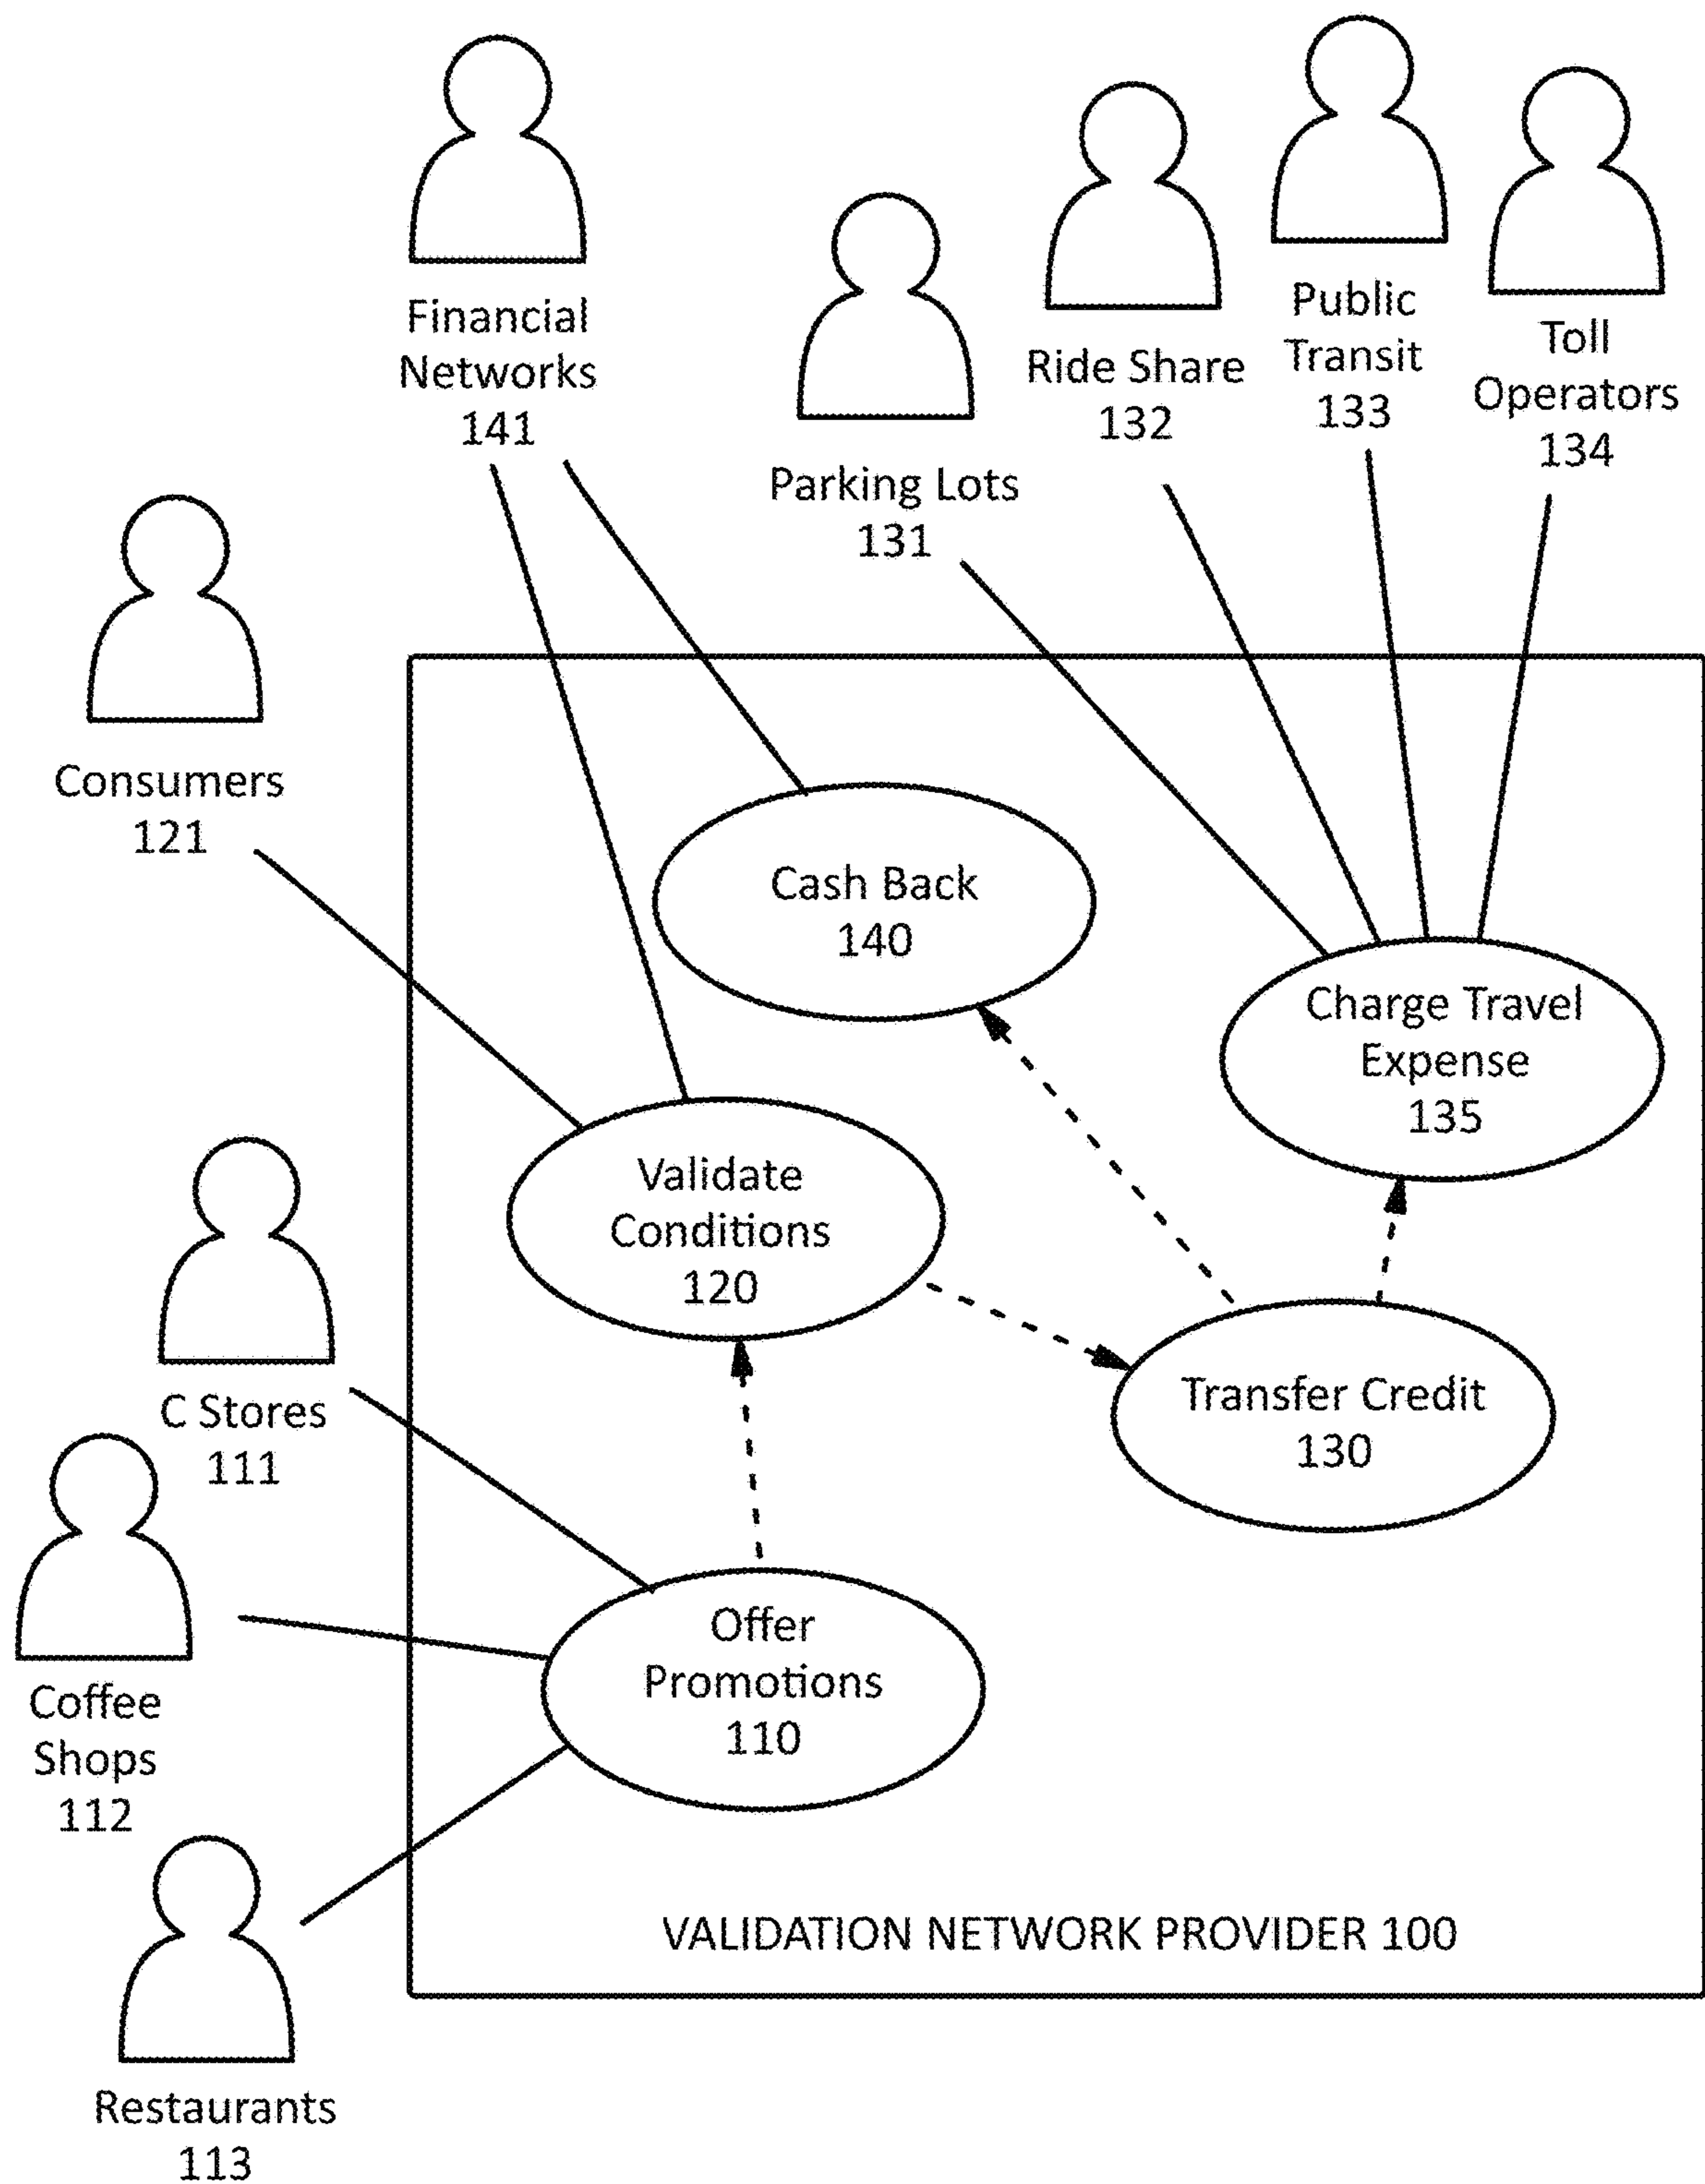 Financial
Networks
141
Parking Lots
131
Ride Share
132
Public
Transit
133
Toll
Operators
134
Consumers
121
Cash Back
140
Charge Travel
Expense
135
Validate
Conditions
120
Transfer Credit
130
C Stores
111
Coffee
Shops
112
Offer
Promotions
110
Restaurants
113
VALIDATION NETWORK PROVIDER 100